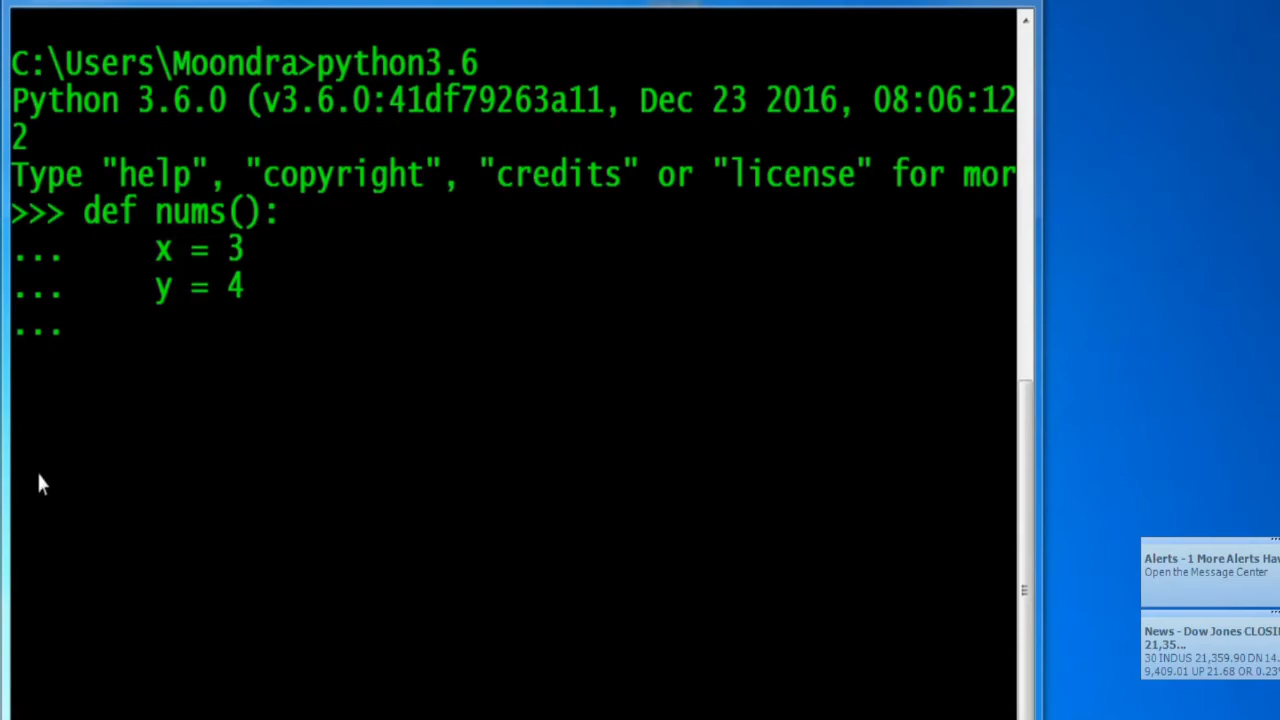 C:\Users\Moondra>python3.6
Python 3.6.0 (v3.6.0:41df79263a11, Dec 23 2016, 08:06:12
2
Type "help", "copyright", "credits" or "license" for mor
>>> def nums():
...     x = 3
...     y = 4
...
Alerts - 1 More Alerts Hav
Open the Message Center
News - Dow Jones CLOSI
21,35...
30 INDUS 21,359.90 DN 14.
9,409.01 UP 21.68 OR 0.23%